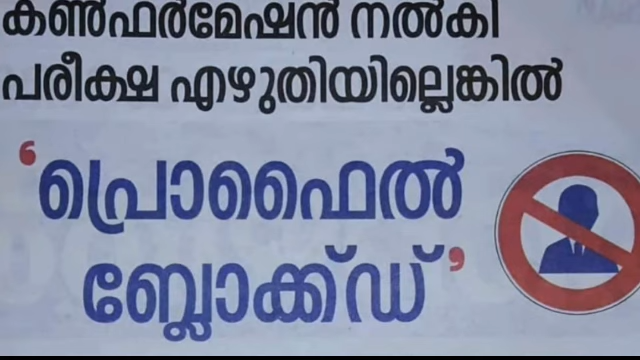 കൺഫർമേഷൻ നൽകി
പരീക്ഷ എഴുതിയില്ലെങ്കിൽ
‘പ്രൊഫൈൽ
ബ്ലോക്ക്ഡ്’